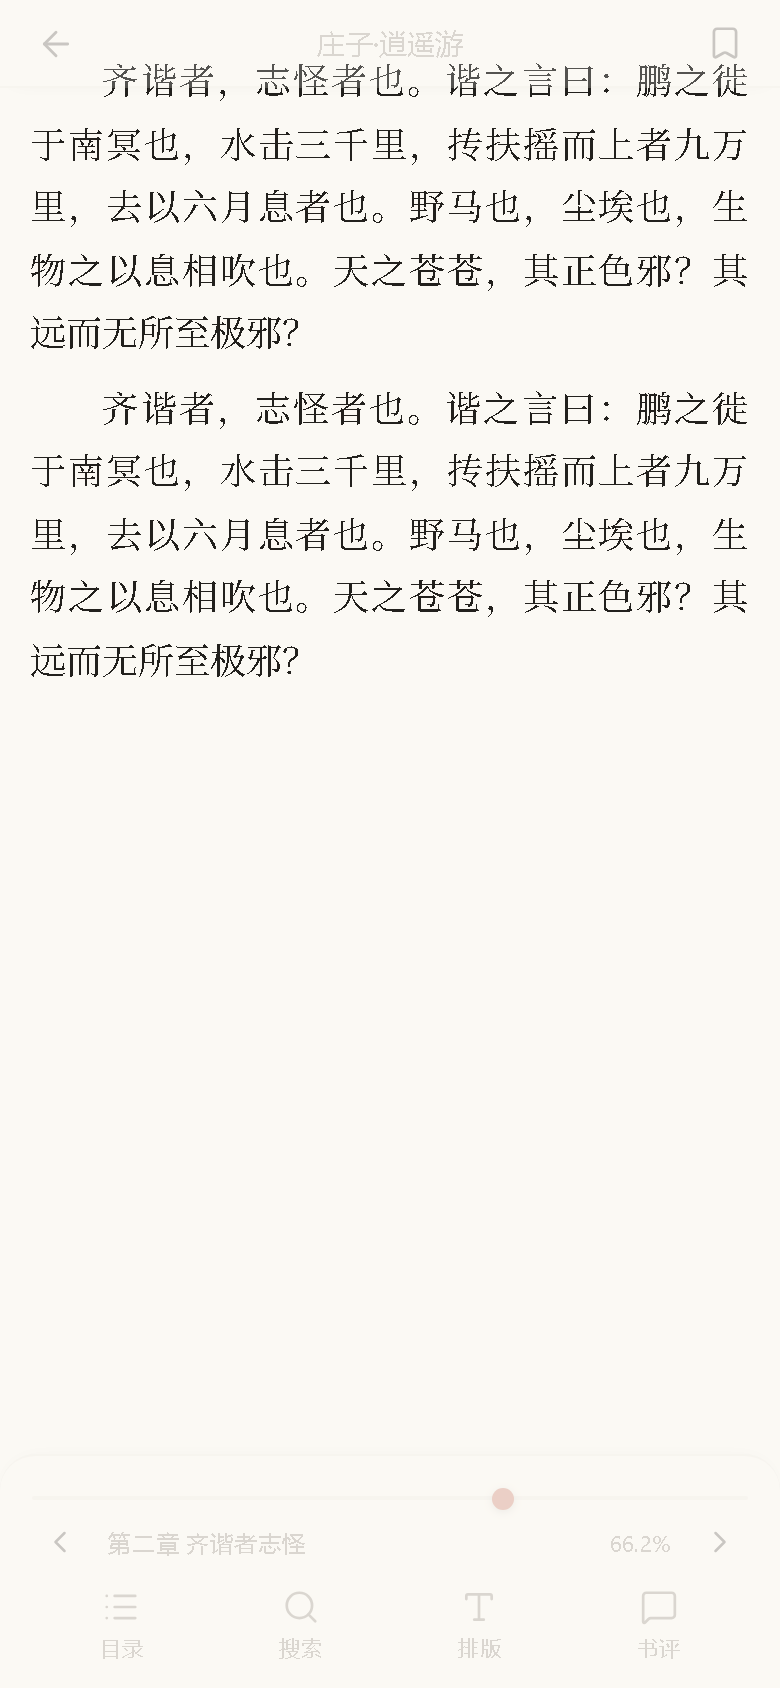 庄子·逍遥游
齐谐者，志怪者也。谐之言曰：鹏之徙
于南冥也，水击三千里，抟扶摇而上者九万
里，去以六月息者也。野马也，尘埃也，生
物之以息相吹也。天之苍苍，其正色邪？其
远而无所至极邪？
齐谐者，志怪者也。谐之言曰：鹏之徙
于南冥也，水击三千里，抟扶摇而上者九万
里，去以六月息者也。野马也，尘埃也，生
物之以息相吹也。天之苍苍，其正色邪？其
远而无所至极邪？
第二章 齐谐者志怪 66.2%
目录 搜索 排版 书评